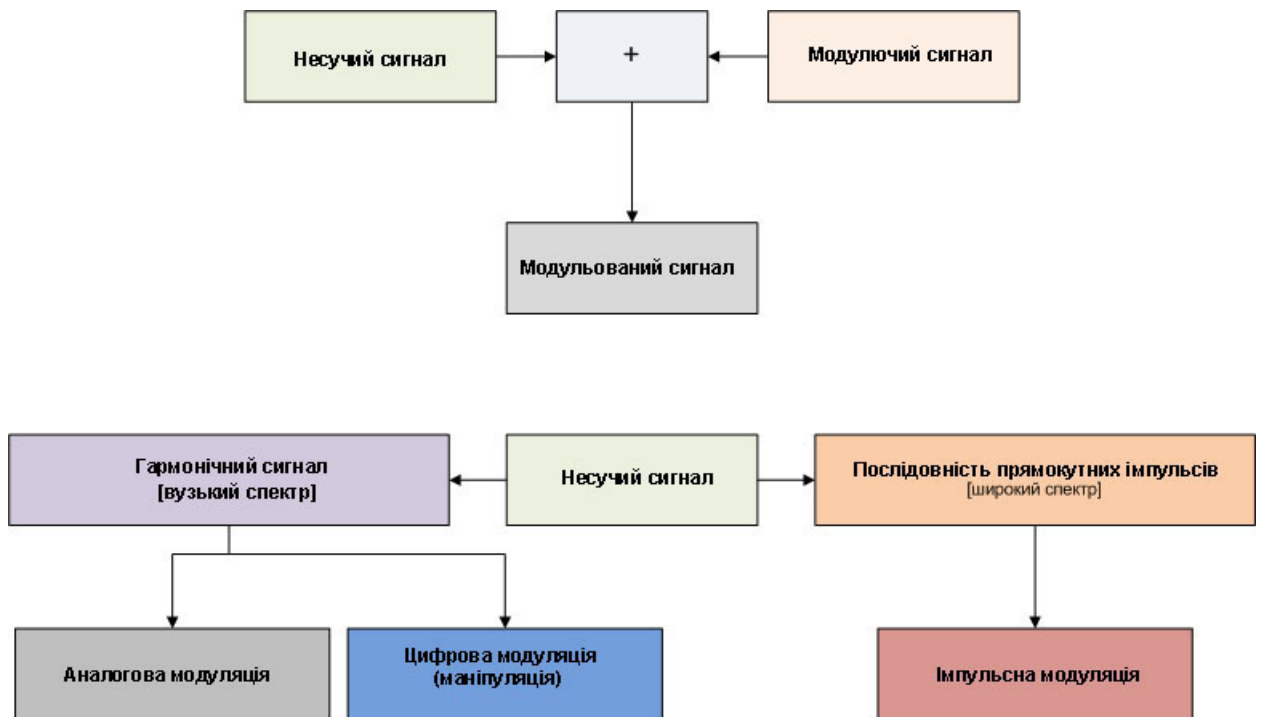 Несучий сигнал
+
Модулючий сигнал
Модульований сигнал
Гармонічний сигнал
[вузький спектр]
Несучий сигнал
Послідовність прямокутних імпульсів
[широкий спектр]
Аналогова модуляція
Цифрова модуляція
(маніпуляція)
Імпульсна модуляція